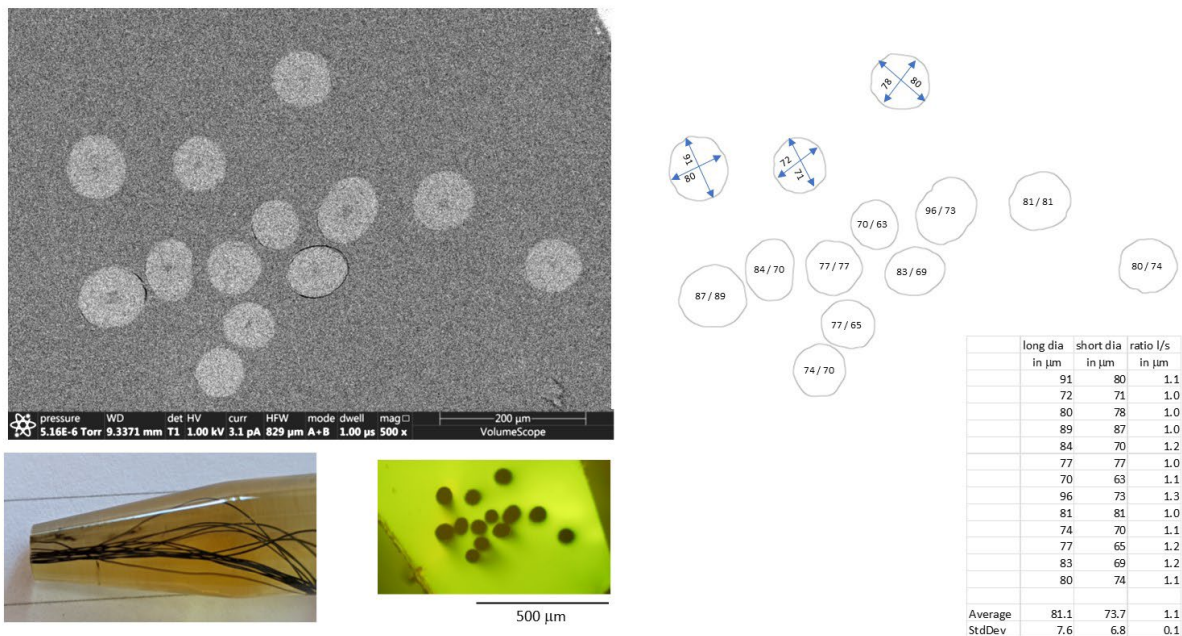 pressure WD det HV curr HFW mode dwell mag □ 200 µm
5.16E-6 Torr 9.3371 mm T1 1.00 kV 3.1 pA 829 µm A+B 1.00 µs 500 x VolumeScope
500 µm
78 80
91 80
72 71
96 / 73
81 / 81
70 / 63
84 / 70
77 / 77
83 / 69
80 / 74
87 / 89
77 / 65
74 / 70
long dia short dia ratio l/s
in µm in µm in µm
91 80 1.1
72 71 1.0
80 78 1.0
89 87 1.0
84 70 1.2
77 77 1.0
70 63 1.1
96 73 1.3
81 81 1.0
74 70 1.1
77 65 1.2
83 69 1.2
80 74 1.1
Average 81.1 73.7 1.1
StdDev 7.6 6.8 0.1